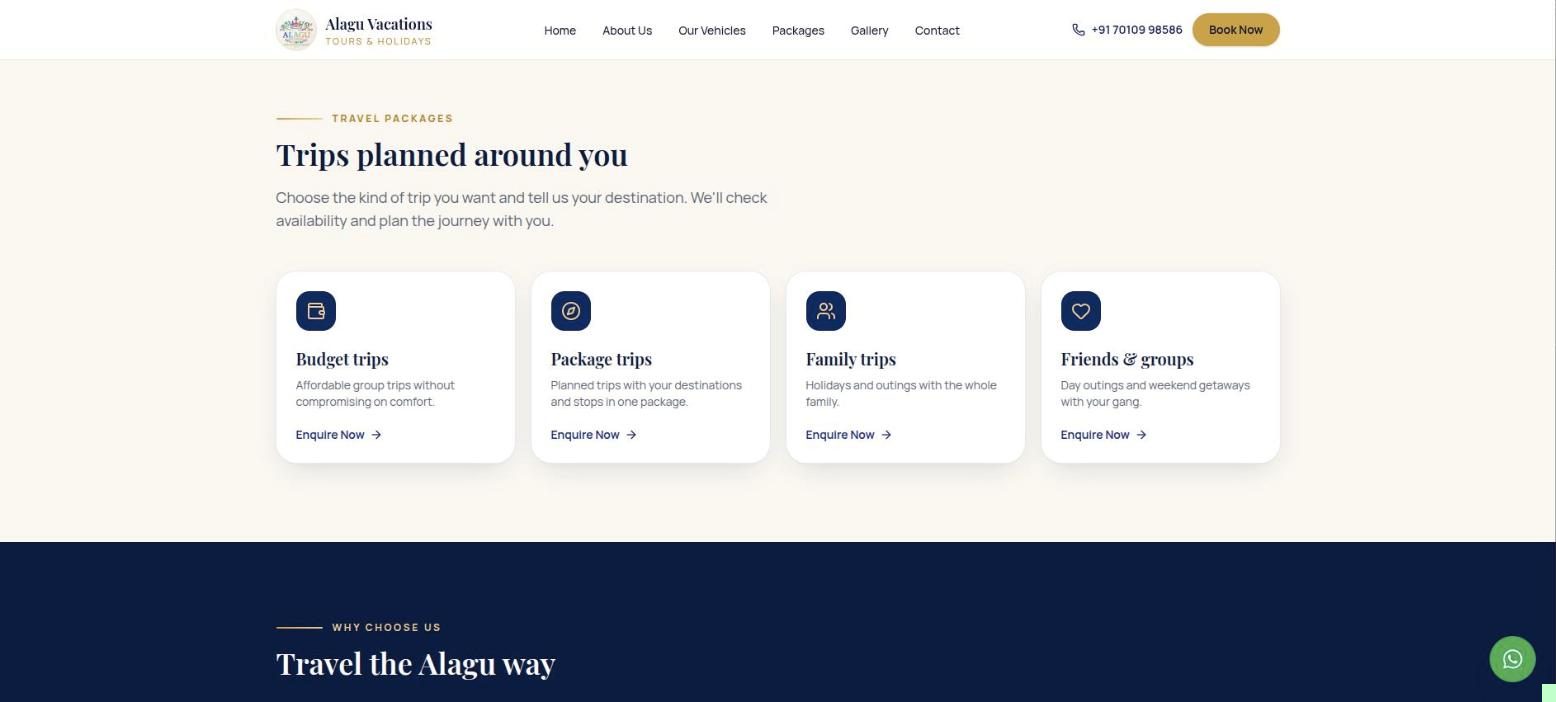 ALAGU
Alagu Vacations
TOURS & HOLIDAYS
Home
About Us
Our Vehicles
Packages
Gallery
Contact
+91 70109 98586
Book Now
TRAVEL PACKAGES
Trips planned around you
Choose the kind of trip you want and tell us your destination. We'll check
availability and plan the journey with you.
Budget trips
Affordable group trips without
compromising on comfort.
Enquire Now →
Package trips
Planned trips with your destinations
and stops in one package.
Enquire Now →
Family trips
Holidays and outings with the whole
family.
Enquire Now →
Friends & groups
Day outings and weekend getaways
with your gang.
Enquire Now →
WHY CHOOSE US
Travel the Alagu way